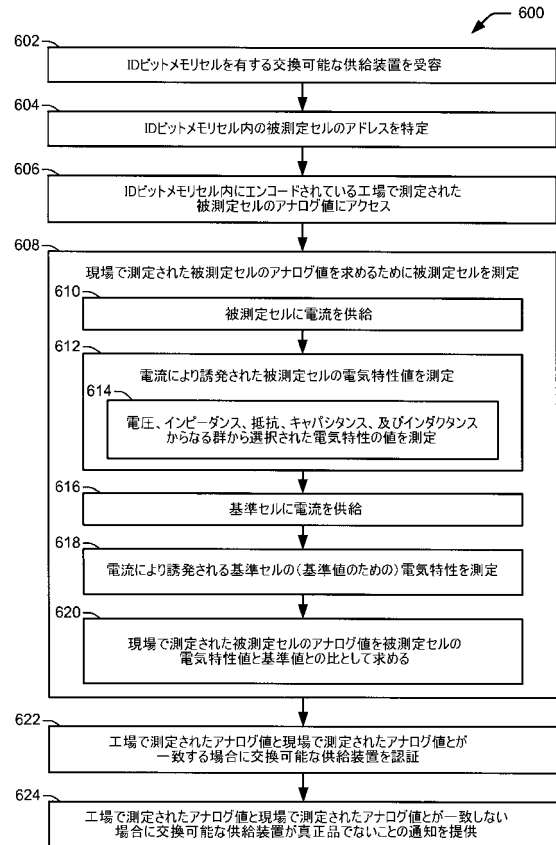 600
602
IDビットメモリセルを有する交換可能な供給装置を受容
604
IDビットメモリセル内の被測定セルのアドレスを特定
606
IDビットメモリセル内にエンコードされている工場で測定された
被測定セルのアナログ値にアクセス
608
現場で測定された被測定セルのアナログ値を求めるために被測定セルを測定
610
被測定セルに電流を供給
612
電流により誘発された被測定セルの電気特性値を測定
614
電圧、インピーダンス、抵抗、キャパシタンス、及びインダクタンス
からなる群から選択された電気特性の値を測定
616
基準セルに電流を供給
618
電流により誘発される基準セルの(基準値のための)電気特性を測定
620
現場で測定された被測定セルのアナログ値を被測定セルの
電気特性値と基準値との比として求める
622
工場で測定されたアナログ値と現場で測定されたアナログ値とが
一致する場合に交換可能な供給装置を認証
624
工場で測定されたアナログ値と現場で測定されたアナログ値とが一致しない
場合に交換可能な供給装置が真正品でないことの通知を提供